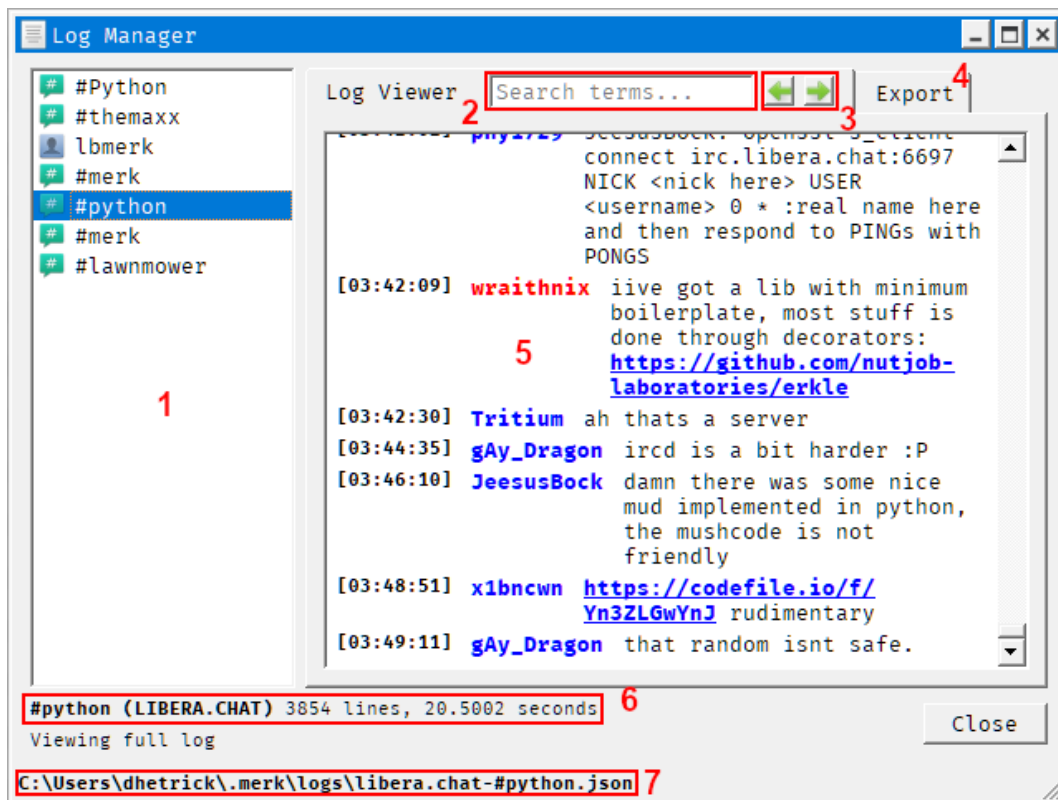 Log Manager
#Python
#themaxx
lbmerk
#merk
#python
#merk
#lawnmower
1
Log Viewer
2
Search terms...
3
Export
4
connect irc.libera.chat:6697
NICK <nick here> USER
<username> 0 * :real name here
and then respond to PINGs with
PONGS
[03:42:09] wraithnix iive got a lib with minimum
boilerplate, most stuff is
done through decorators:
https://github.com/nutjob-
laboratories/erkle
5
[03:42:30] Tritium ah thats a server
[03:44:35] gAy_Dragon ircd is a bit harder :P
[03:46:10] JeesusBock damn there was some nice
mud implemented in python,
the mushcode is not
friendly
[03:48:51] x1bncwn https://codefile.io/f/
Yn3ZLGwYnJ rudimentary
[03:49:11] gAy_Dragon that random isnt safe.
#python (LIBERA.CHAT) 3854 lines, 20.5002 seconds
6
Viewing full log
Close
C:\Users\dhetrick\.merk\logs\libera.chat-#python.json
7